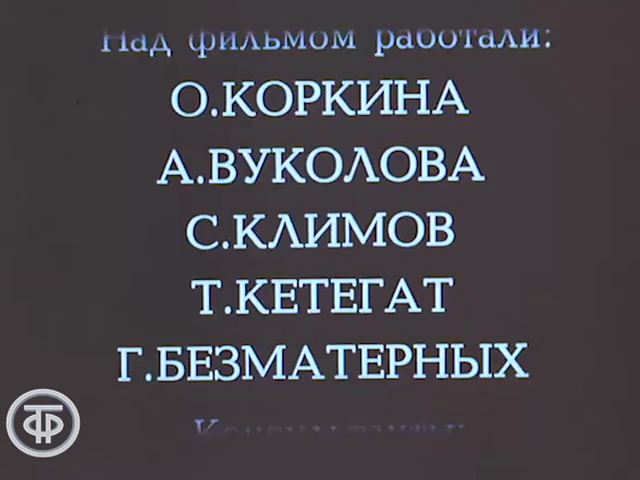 Над фильмом работали:
О.КОРКИНА
А.ВУКОЛОВА
С.КЛИМОВ
Т.КЕТЕГАТ
Г.БЕЗМАТЕРНЫХ